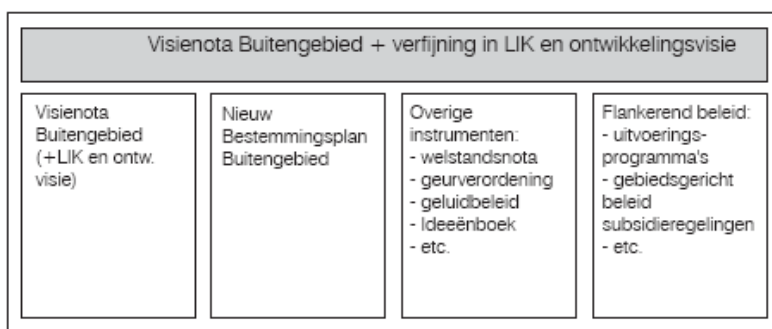 Visienota Buitengebied + verfijning in LIK en ontwikkelingsvisie
Visienota
Buitengebied
(+LIK en ontw.
visie)
Nieuw
Bestemmingsplan
Buitengebied
Overige
instrumenten:
- welstandsnota
- geurverordening
- geluidbeleid
- Ideeënboek
- etc.
Flankerend beleid:
- uitvoerings-
programma's
- gebiedsgericht
beleid
subsidieregelingen
- etc.